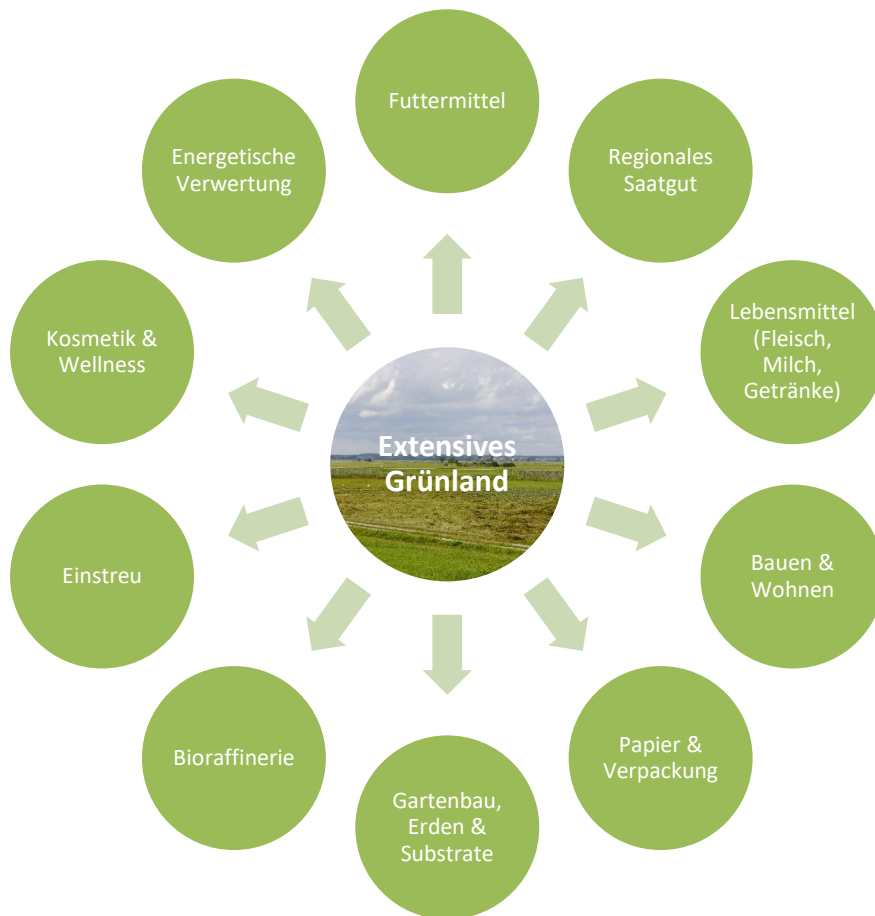 Futtermittel
Regionales
Saatgut
Lebensmittel
(Fleisch,
Milch,
Getränke)
Bauen &
Wohnen
Papier &
Verpackung
Gartenbau,
Erden &
Substrate
Bioraffinerie
Einstreu
Kosmetik &
Wellness
Energetische
Verwertung
Extensives
Grünland